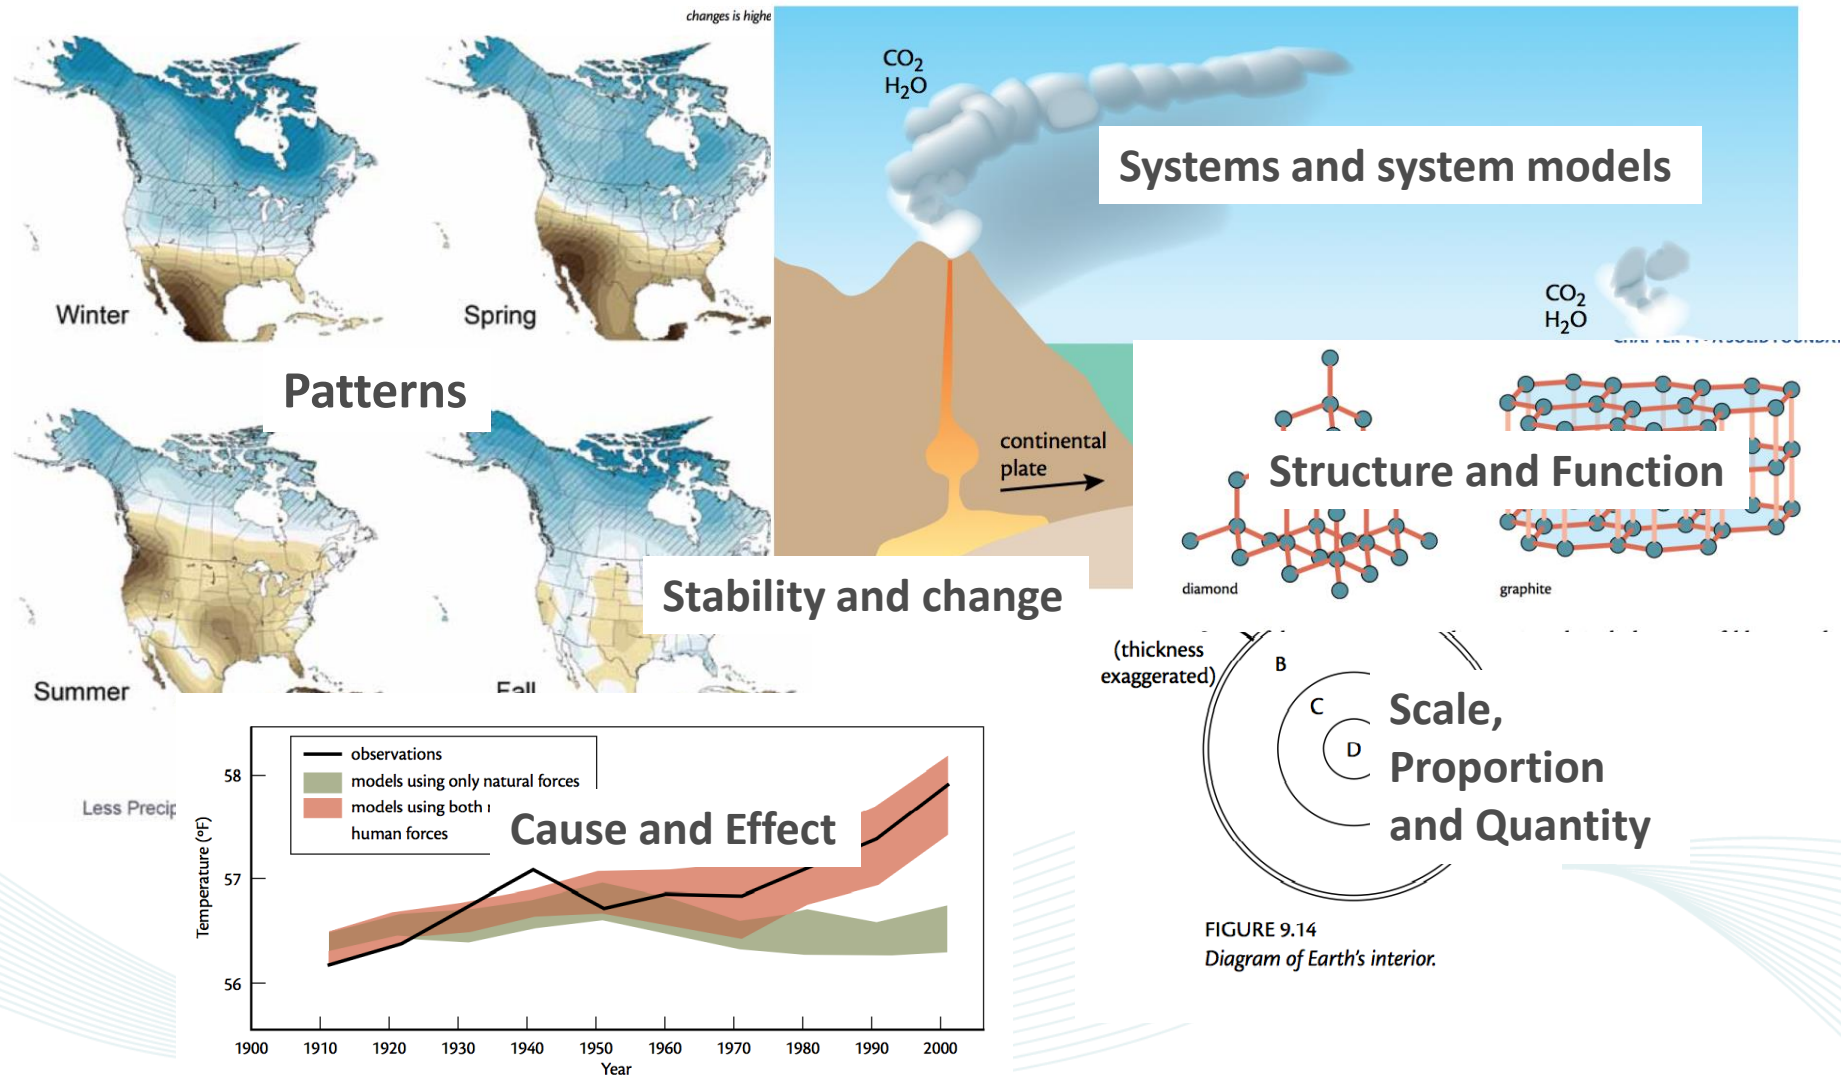 changes is highe
CO₂
H₂O
Systems and system models
Winter
Spring
CO₂
H₂O
Patterns
continental
plate
Structure and Function
diamond
graphite
Stability and change
Summer
Fall
(thickness
exaggerated)
B
C
D
Scale,
Proportion
and Quantity
Less Precip
observations
models using only natural forces
models using both
human forces
Cause and Effect
Temperature (°F)
58
57
56
1900 1910 1920 1930 1940 1950 1960 1970 1980 1990 2000
Year
FIGURE 9.14
Diagram of Earth's interior.